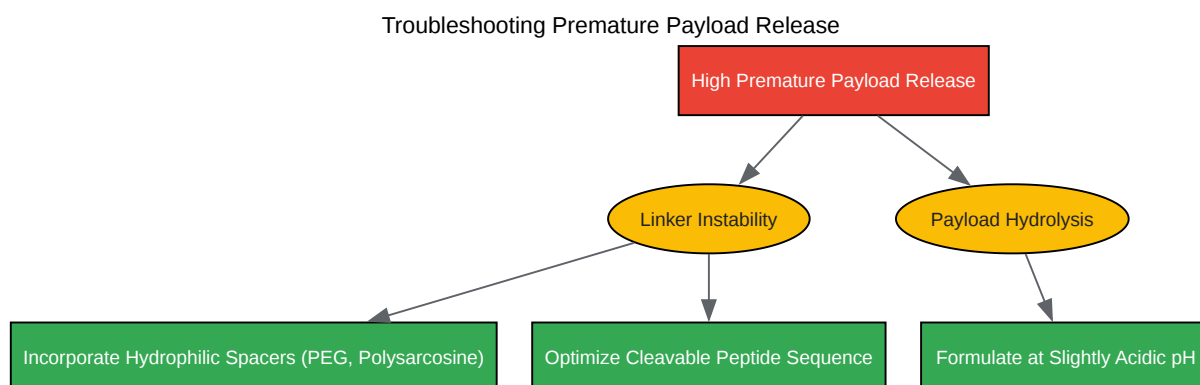 Troubleshooting Premature Payload Release
High Premature Payload Release
Linker Instability
Payload Hydrolysis
Incorporate Hydrophilic Spacers (PEG, Polysarcosine)
Optimize Cleavable Peptide Sequence
Formulate at Slightly Acidic pH